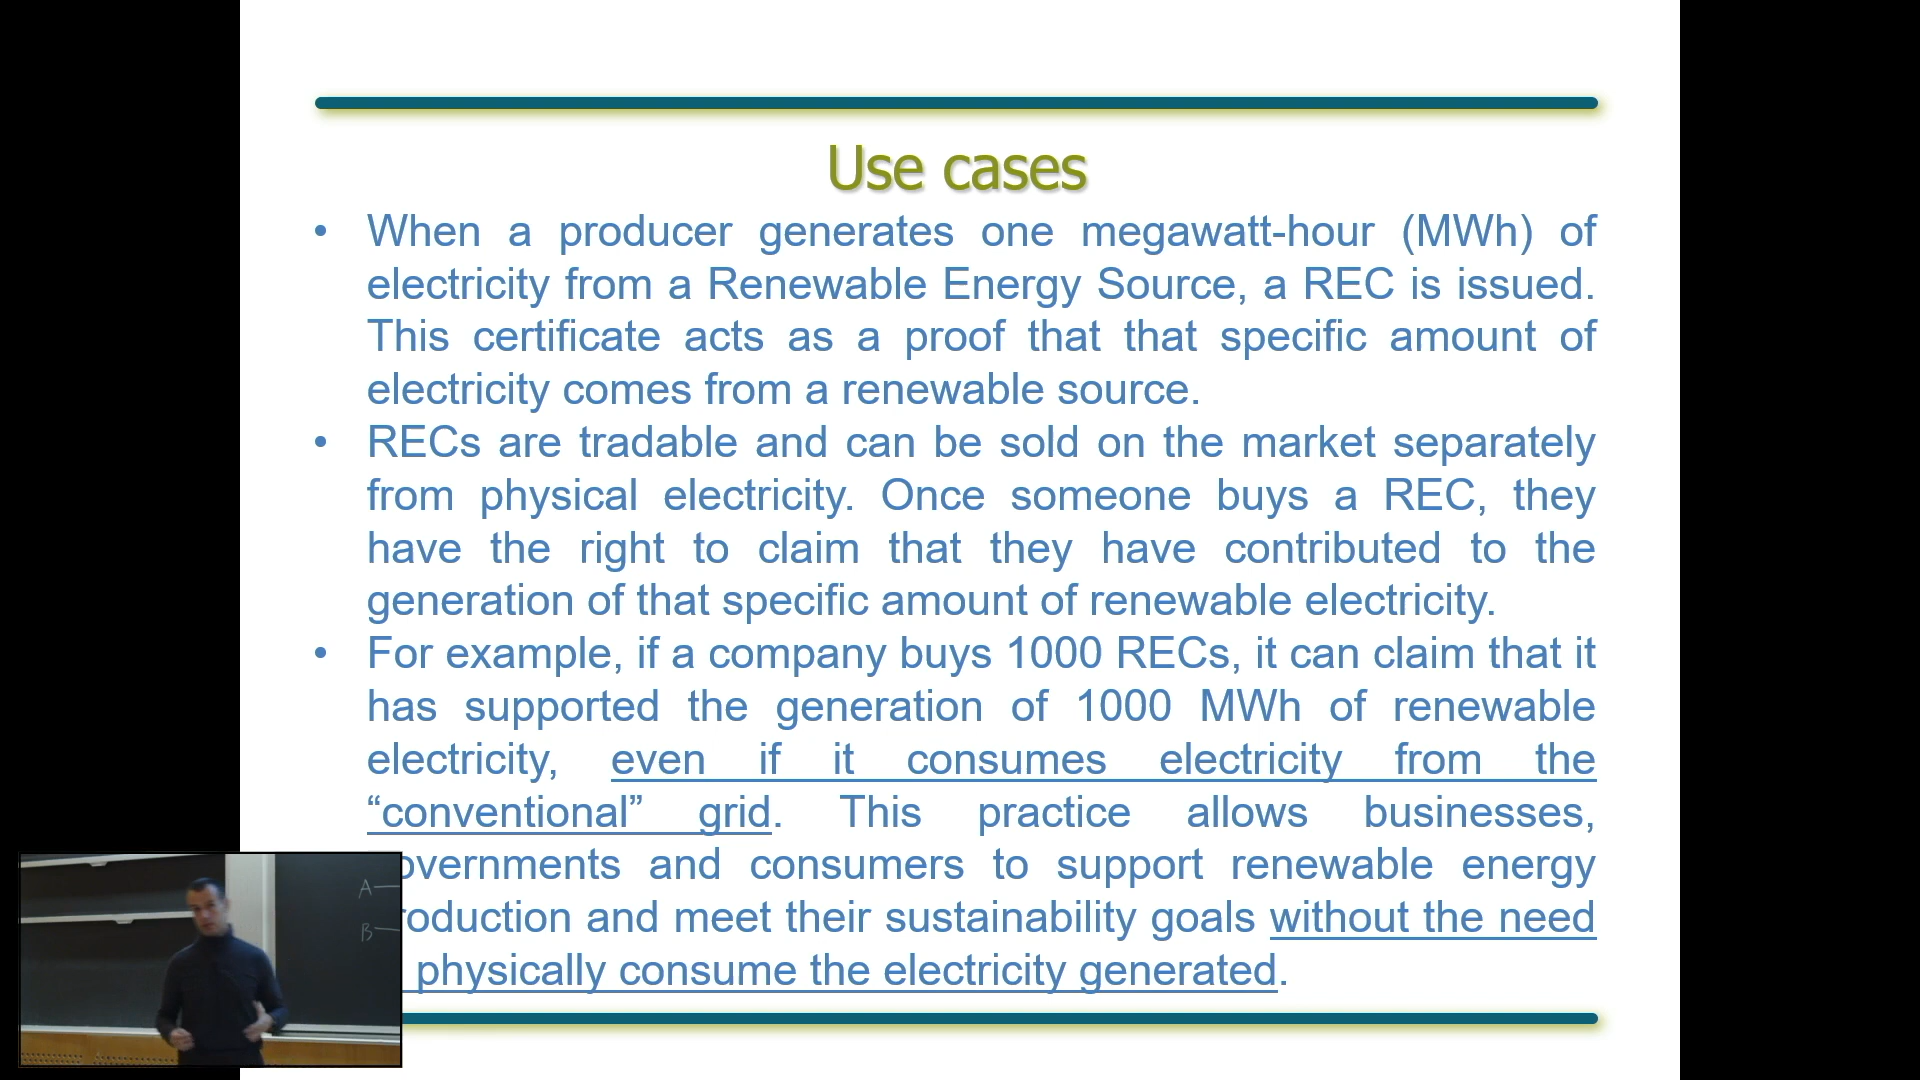 Use cases
• When a producer generates one megawatt-hour (MWh) of
electricity from a Renewable Energy Source, a REC is issued.
This certificate acts as a proof that that specific amount of
electricity comes from a renewable source.
• RECs are tradable and can be sold on the market separately
from physical electricity. Once someone buys a REC, they
have the right to claim that they have contributed to the
generation of that specific amount of renewable electricity.
• For example, if a company buys 1000 RECs, it can claim that it
has supported the generation of 1000 MWh of renewable
electricity, even if it consumes electricity from the
“conventional” grid. This practice allows businesses,
overnments and consumers to support renewable energy
roduction and meet their sustainability goals without the need
physically consume the electricity generated.
A
B